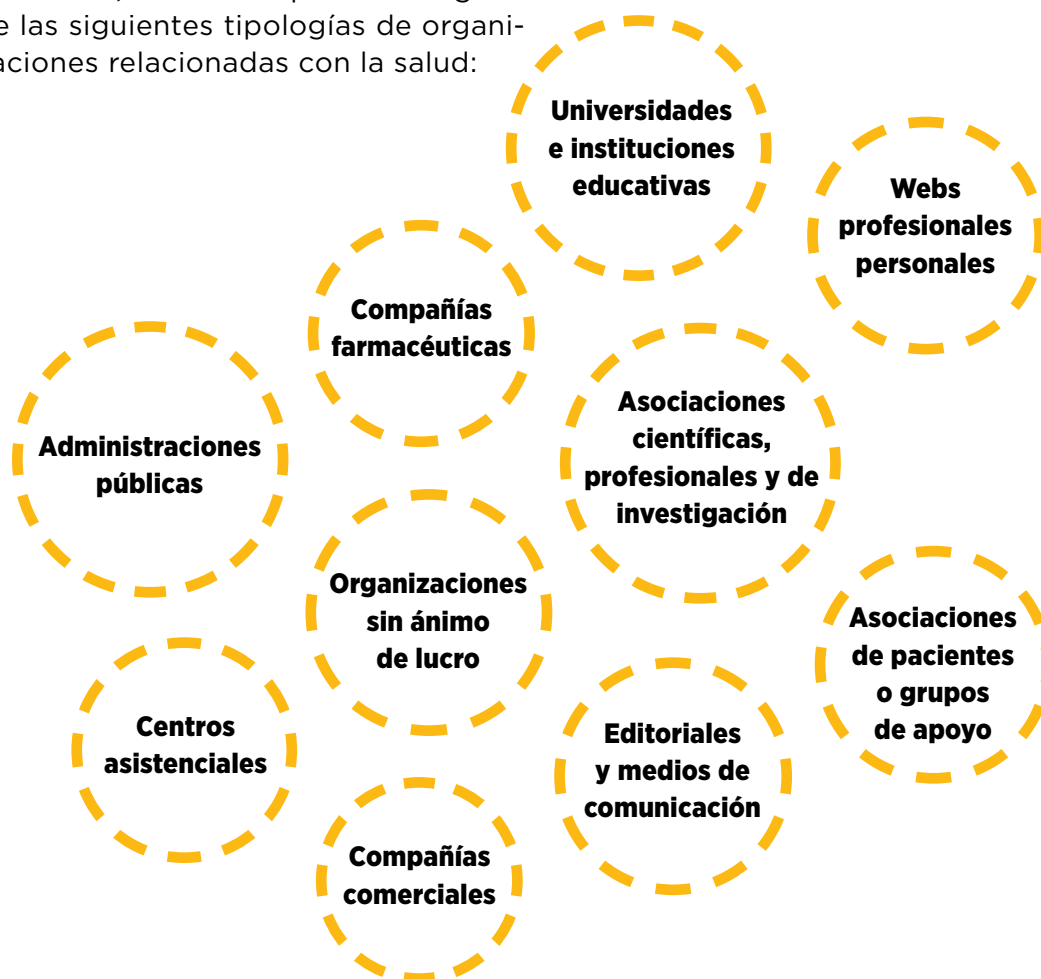 e las siguientes tipologías de organi-
aciones relacionadas con la salud:
Universidades
e instituciones
educativas
Webs
profesionales
personales
Compañías
farmacéuticas
Asociaciones
científicas,
profesionales y de
investigación
Administraciones
públicas
Organizaciones
sin ánimo
de lucro
Asociaciones
de pacientes
o grupos
de apoyo
Centros
asistenciales
Editoriales
y medios de
comunicación
Compañías
comerciales